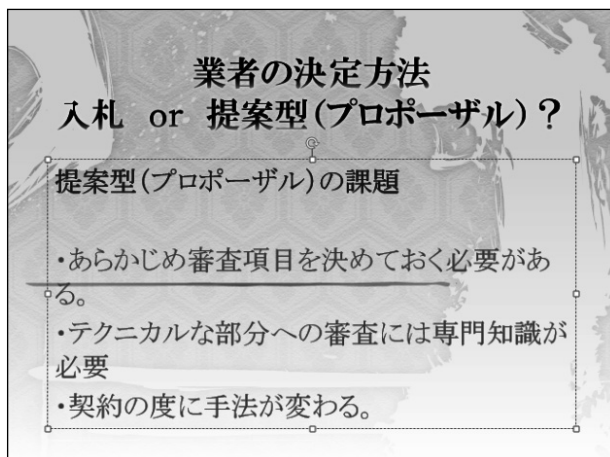 業者の決定方法
入札 or 提案型(プロポーザル)?
提案型(プロポーザル)の課題
・あらかじめ審査項目を決めておく必要があ
る。
・テクニカルな部分への審査には専門知識が
必要
・契約の度に手法が変わる。